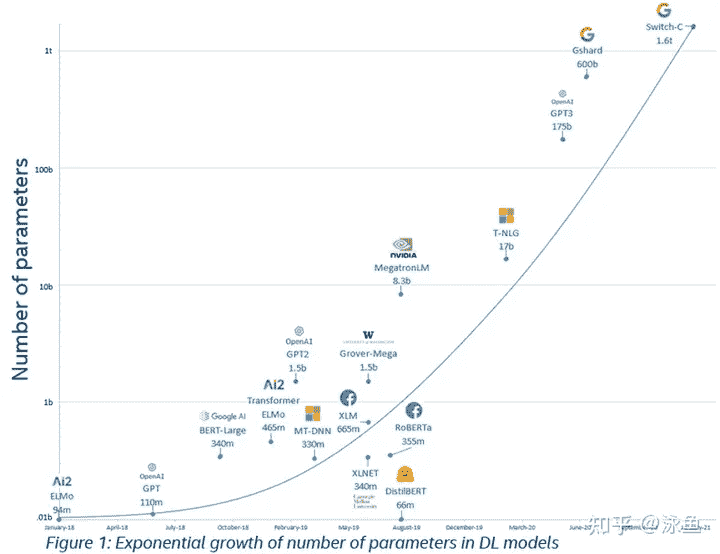 Switch-C
1.6t
Gshard
600b
1t
OpenAI
GPT3
175b
100b
T-NLG
17b
NVIDIA
MegatronLM
8.3b
10b
Number of parameters
W
OpenAI
GPT2
1.5b
Grover-Mega
1.5b
AI2
Transformer
ELMo
465m
1b
Google AI
BERT-Large
340m
MT-DNN
330m
XLM
665m
RoBERTa
355m
XLNET
340m
Carnegie
Mellon
University
DistilBERT
66m
AI2
ELMo
94m
OpenAI
GPT
110m
.01b
January-18
April-18
July-18
October-18
February-19
May-19
August-19
December-19
March-20
June-20
知乎 @泳鱼
Figure 1: Exponential growth of number of parameters in DL models